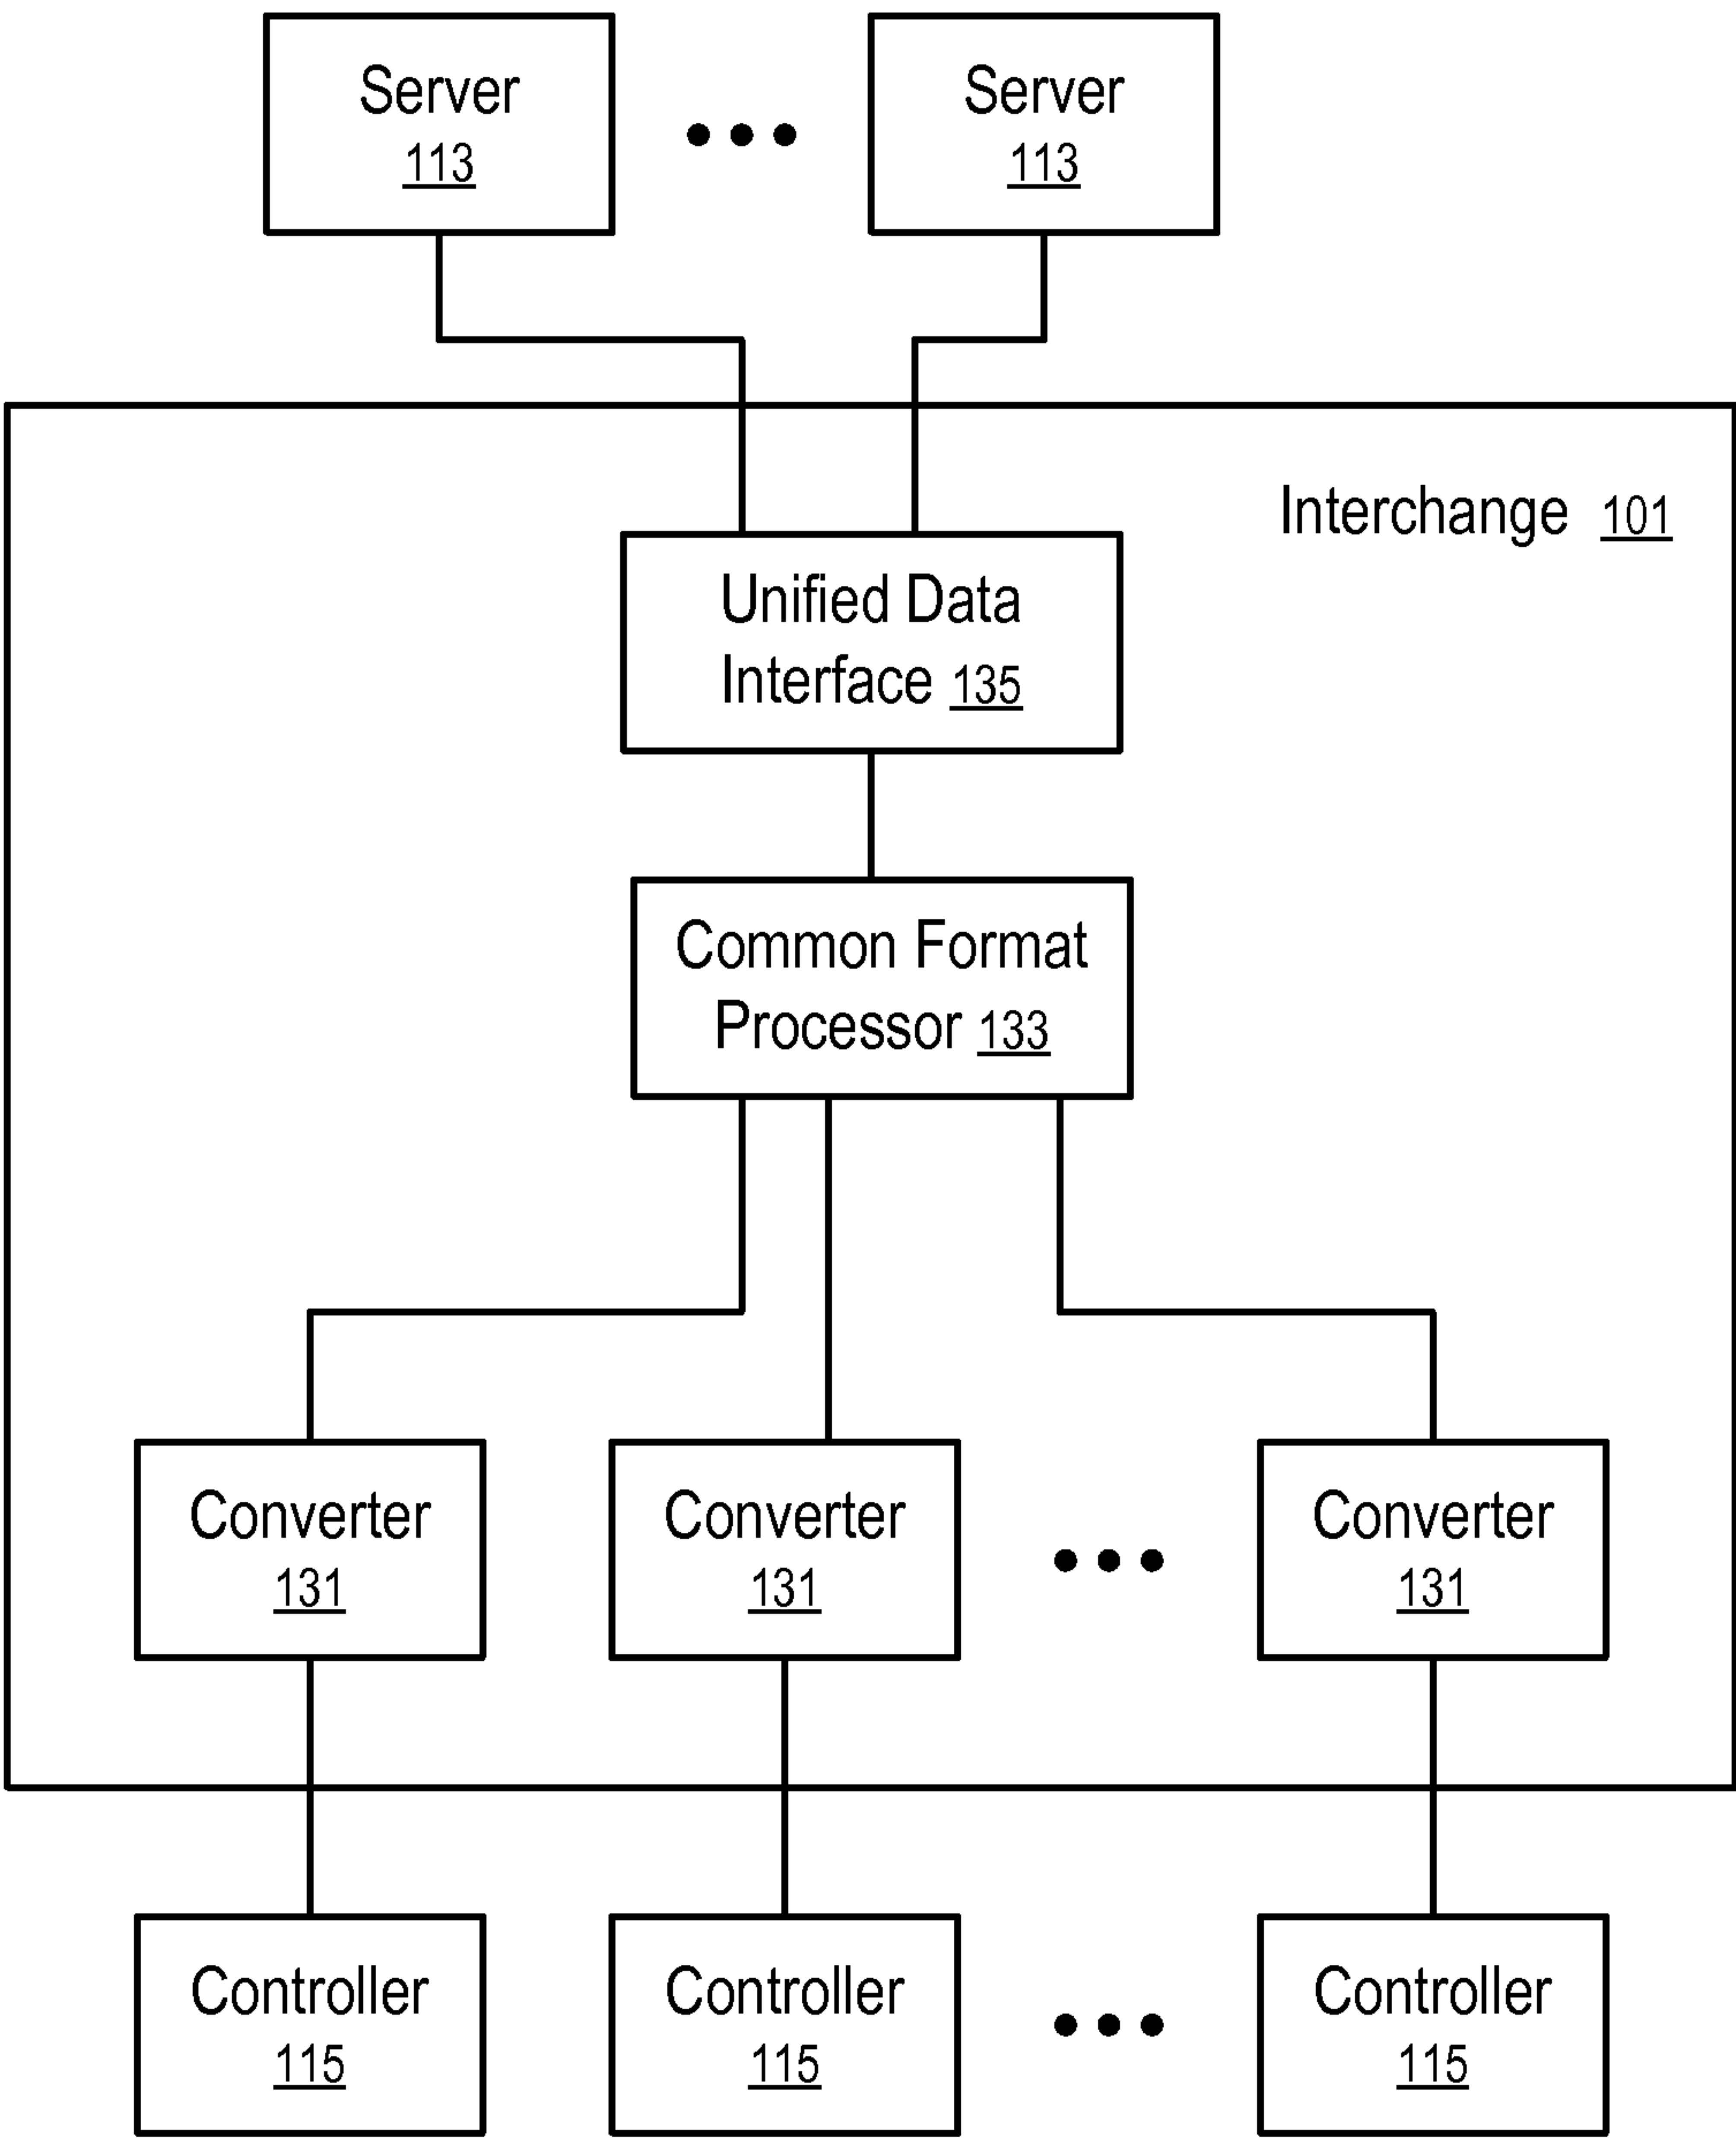 Server
113
Server
113
Interchange 101
Unified Data
Interface 135
Common Format
Processor 133
Converter
131
Converter
131
Converter
131
Controller
115
Controller
115
Controller
115